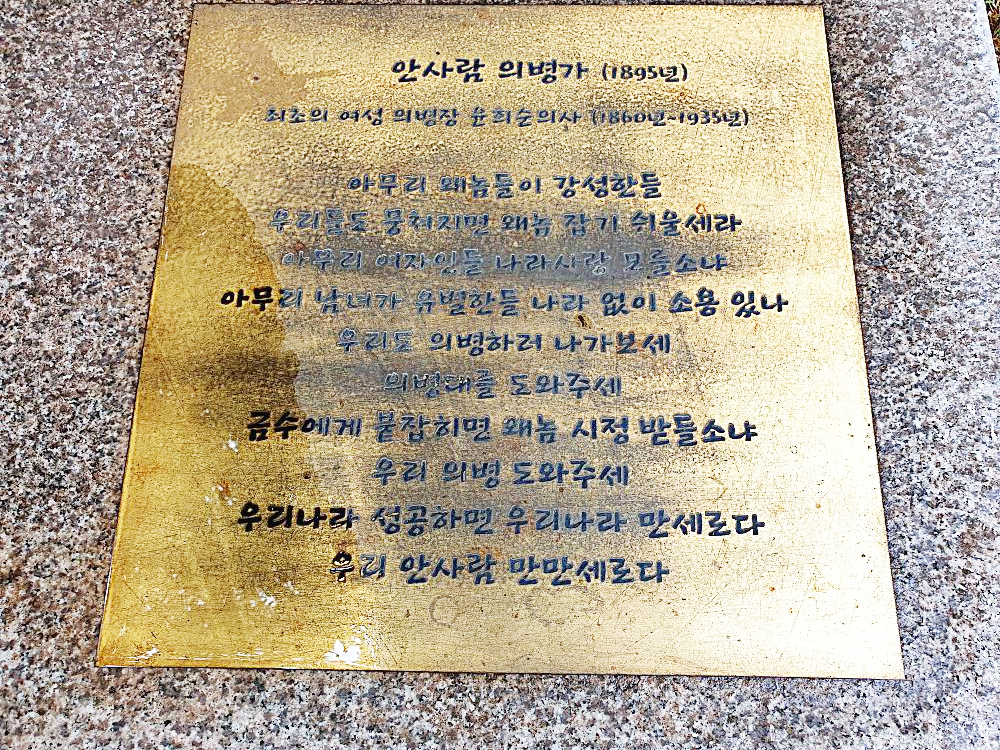 안사람 의병가 (1895년)
최초의 여성 의병장 윤희순의사 (1860년~1935년)
아무리 왜놈들이 강성한들
우리들도 뭉쳐지면 왜놈 잡기 쉬울세라
아무리 여자인들 나라사랑 모를소냐
아무리 남녀가 유별한들 나라 없이 소용 있나
우리도 의병하러 나가보세
의병대를 도와주세
금수에게 붙잡히면 왜놈 시정 받들소냐
우리 의병 도와주세
우리나라 성공하면 우리나라 만세로다
우리 안사람 만만세로다